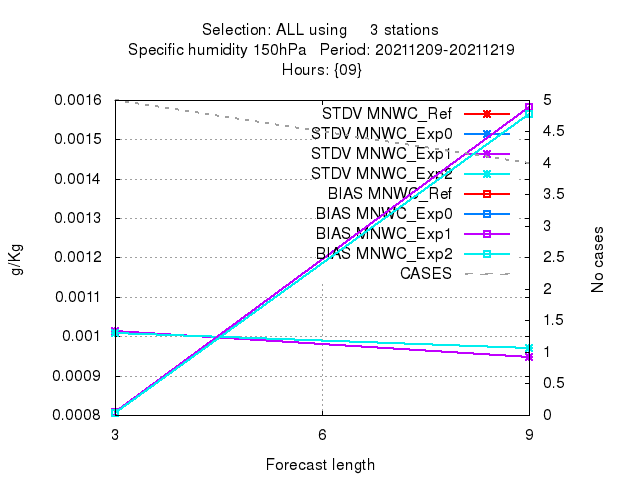 Selection: ALL using 3 stations
Specific humidity 150hPa Period: 20211209-20211219
Hours: {09}
0.0016
0.0015
0.0014
0.0013
0.0012
0.0011
0.001
0.0009
0.0008
g/Kg
STDV MNWC_Ref
STDV MNWC_Exp0
STDV MNWC_Exp1
STDV MNWC_Exp2
BIAS MNWC_Ref
BIAS MNWC_Exp0
BIAS MNWC_Exp1
BIAS MNWC_Exp2
CASES
5
4.5
4
3.5
3
2.5
2
1.5
1
0.5
0
No cases
3 6 9
Forecast length